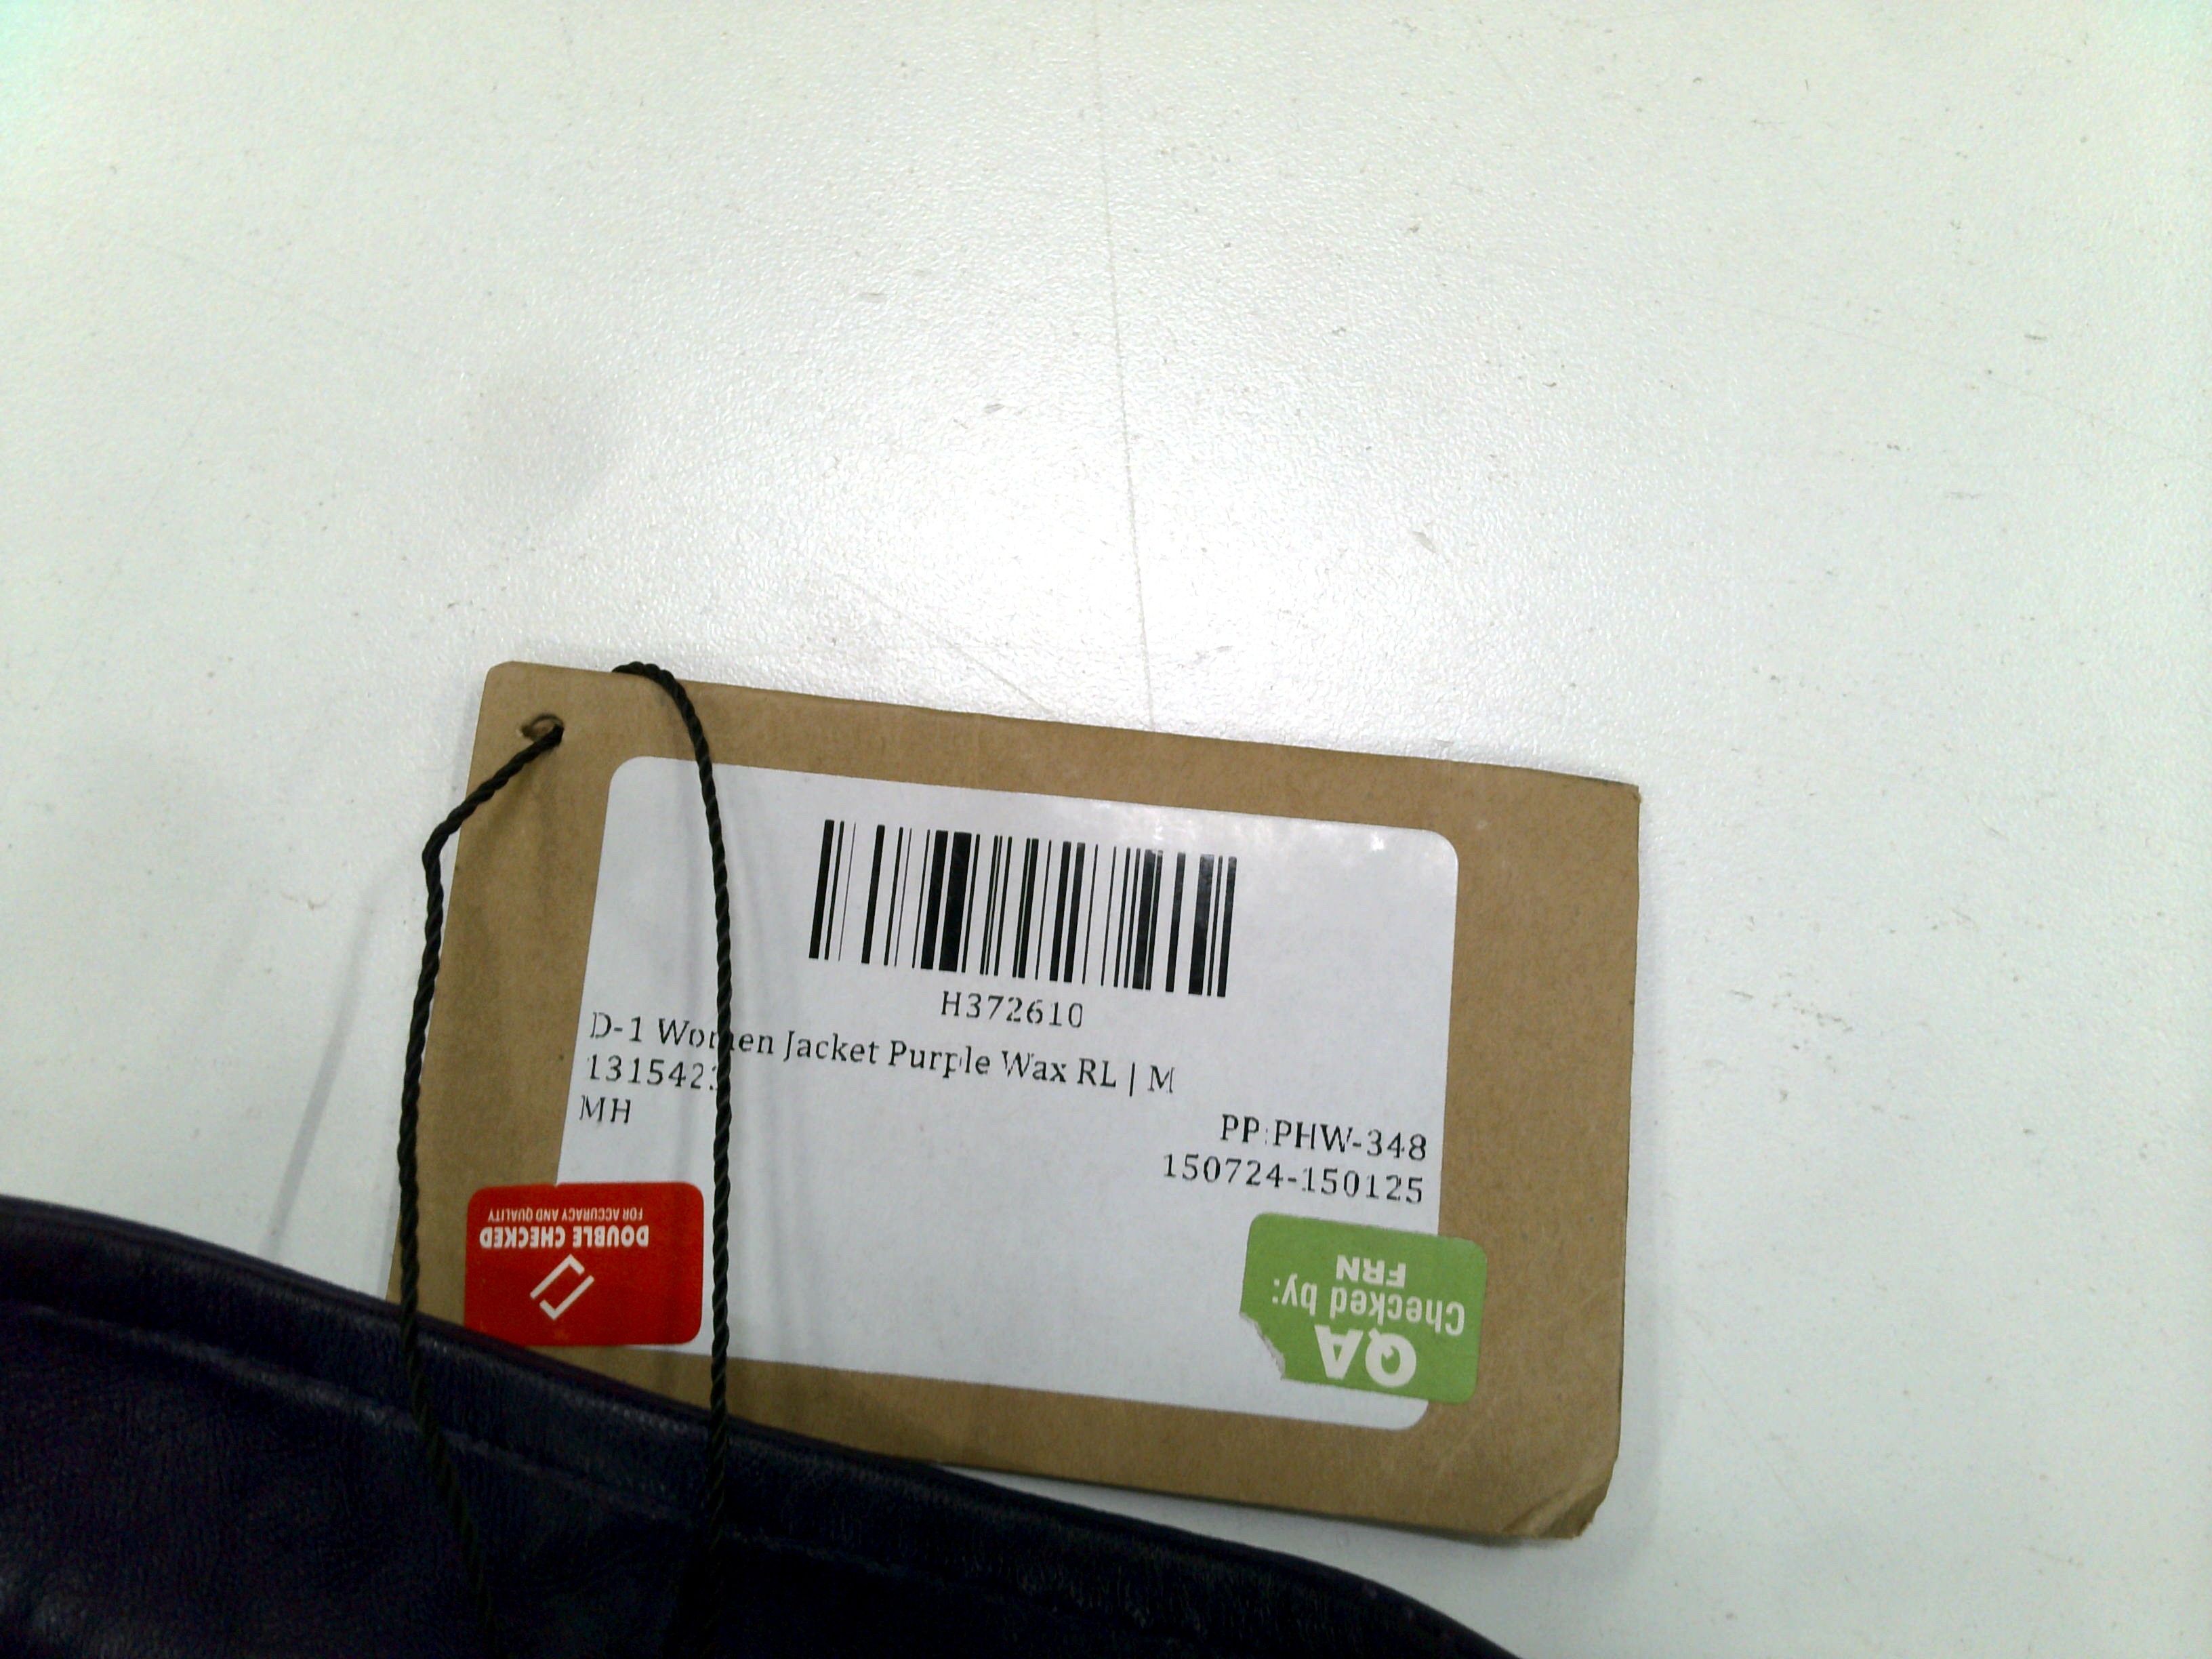 H372610
D-1 Women Jacket Purple Wax RL | M
MH
PP:PHW-348
150724-150125
DOUBLE CHECKED
FOR ACCURACY AND QUALITY
QA
Checked by:
FRN